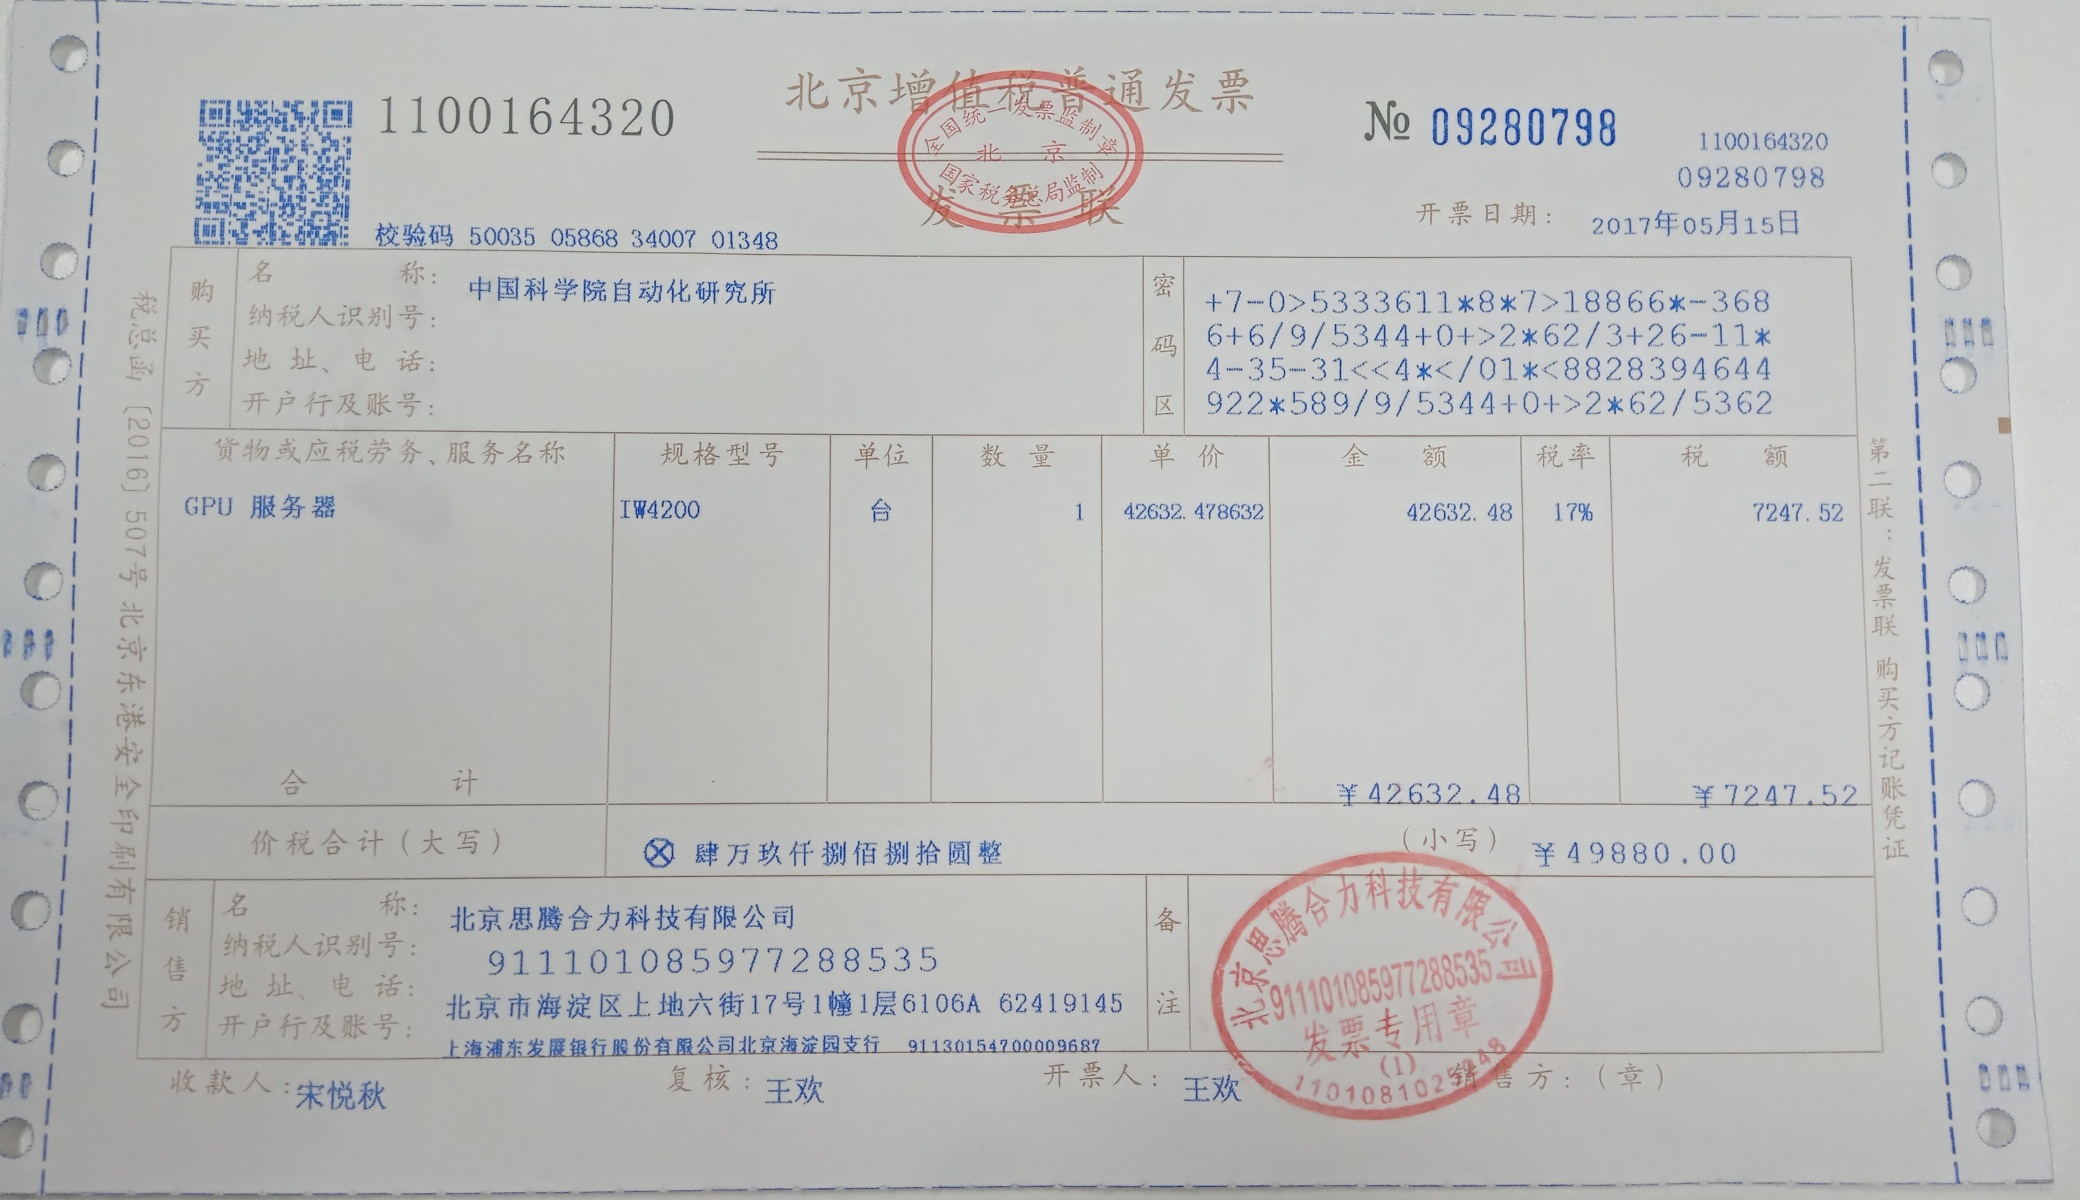 北京增值税普通发票
1100164320
№ 09280798
1100164320
09280798
全国统一发票监制章
北京
国家税务总局监制
发票联
校验码 50035 05868 34007 01348
开票日期: 2017年05月15日
购买方
名称: 中国科学院自动化研究所
纳税人识别号:
地址、电话:
开户行及账号:
密码区
+7-0>5333611*8*7>18866*-368
6+6/9/5344+0+>2*62/3+26-11*
4-35-31<<4*</01*<8828394644
922*589/9/5344+0+>2*62/5362
货物或应税劳务、服务名称 规格型号 单位 数量 单价 金额 税率 税额
GPU 服务器 IW4200 台 1 42632.478632 42632.48 17% 7247.52
合计 ¥42632.48 ¥7247.52
价税合计(大写) ⊗ 肆万玖仟捌佰捌拾圆整 (小写) ¥49880.00
销售方
名称: 北京思腾合力科技有限公司
纳税人识别号: 911101085977288535
地址、电话: 北京市海淀区上地六街17号1幢1层6106A 62419145
开户行及账号: 上海浦东发展银行股份有限公司北京海淀园支行 91130154700009687
备注
北京思腾合力科技有限公司
911101085977288535
发票专用章
(1)
收款人: 宋悦秋 复核: 王欢 开票人: 王欢 销售方: (章)
税总函〔2016〕507号北京东港安全印刷有限公司
第二联:发票联 购买方记账凭证